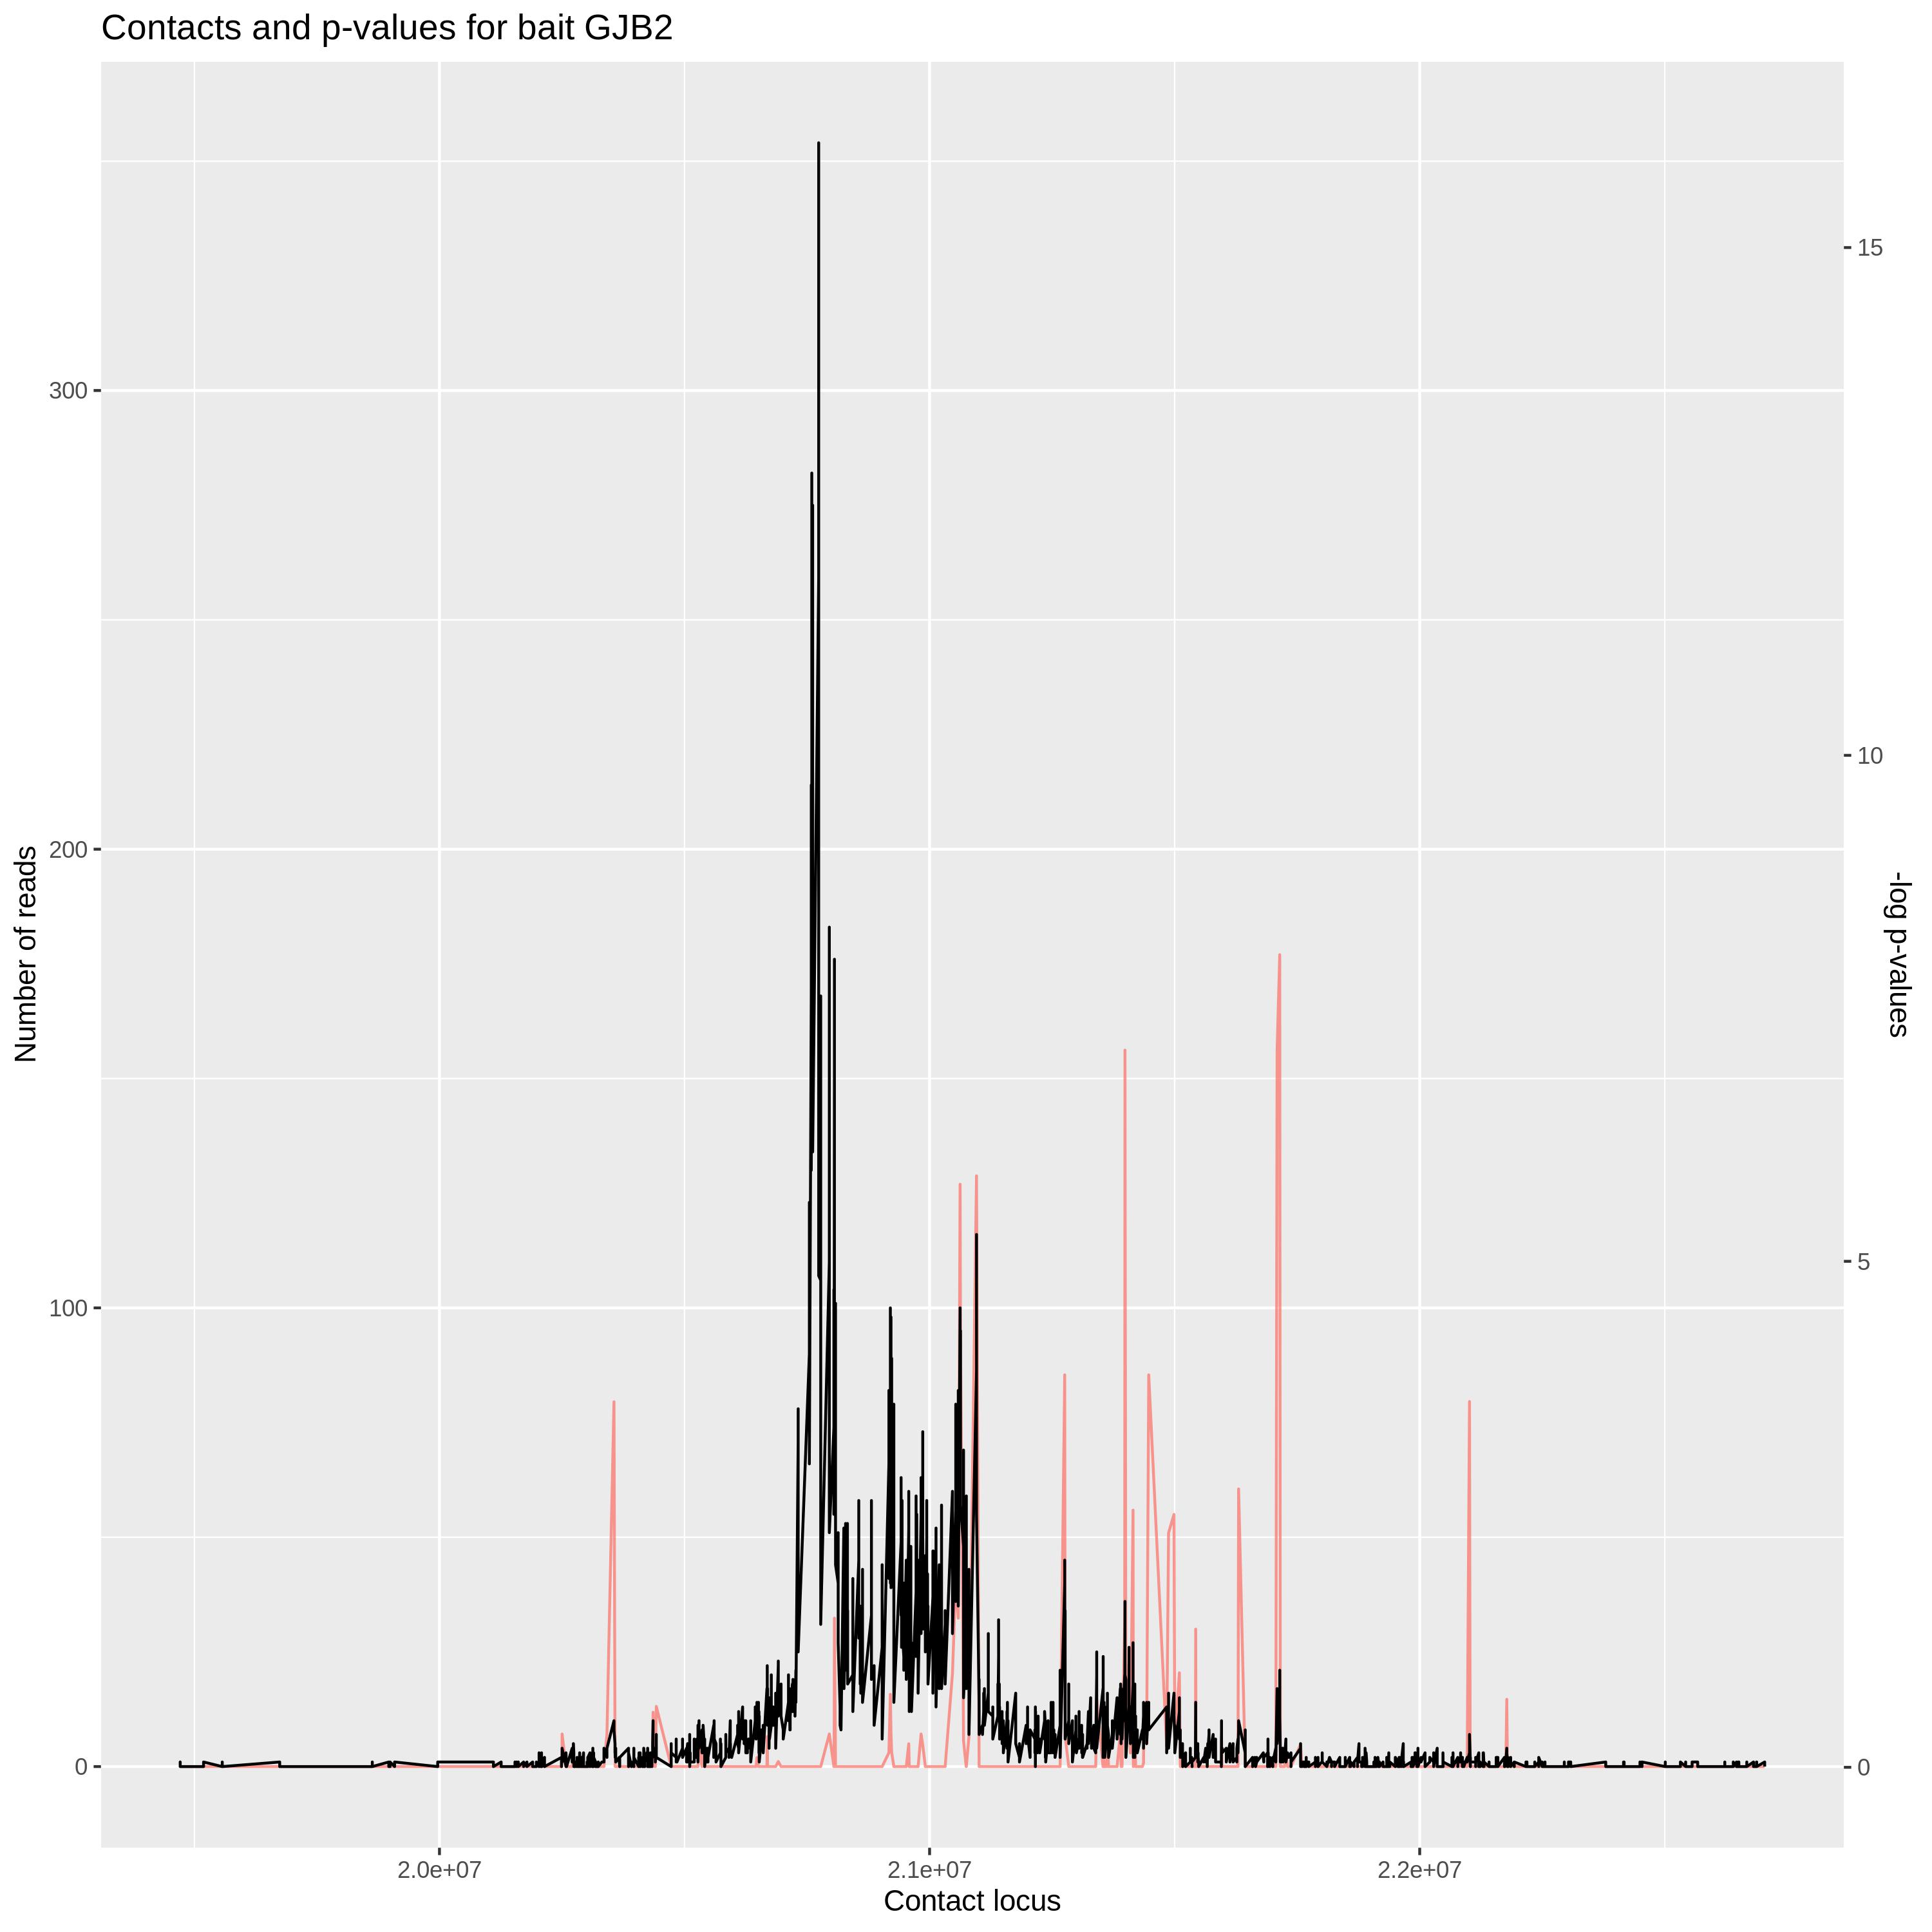 Contacts and p-values for bait GJB2
Number of reads
300
200
100
0
15
10
5
0
-log p-values
2.0e+07
2.1e+07
2.2e+07
Contact locus